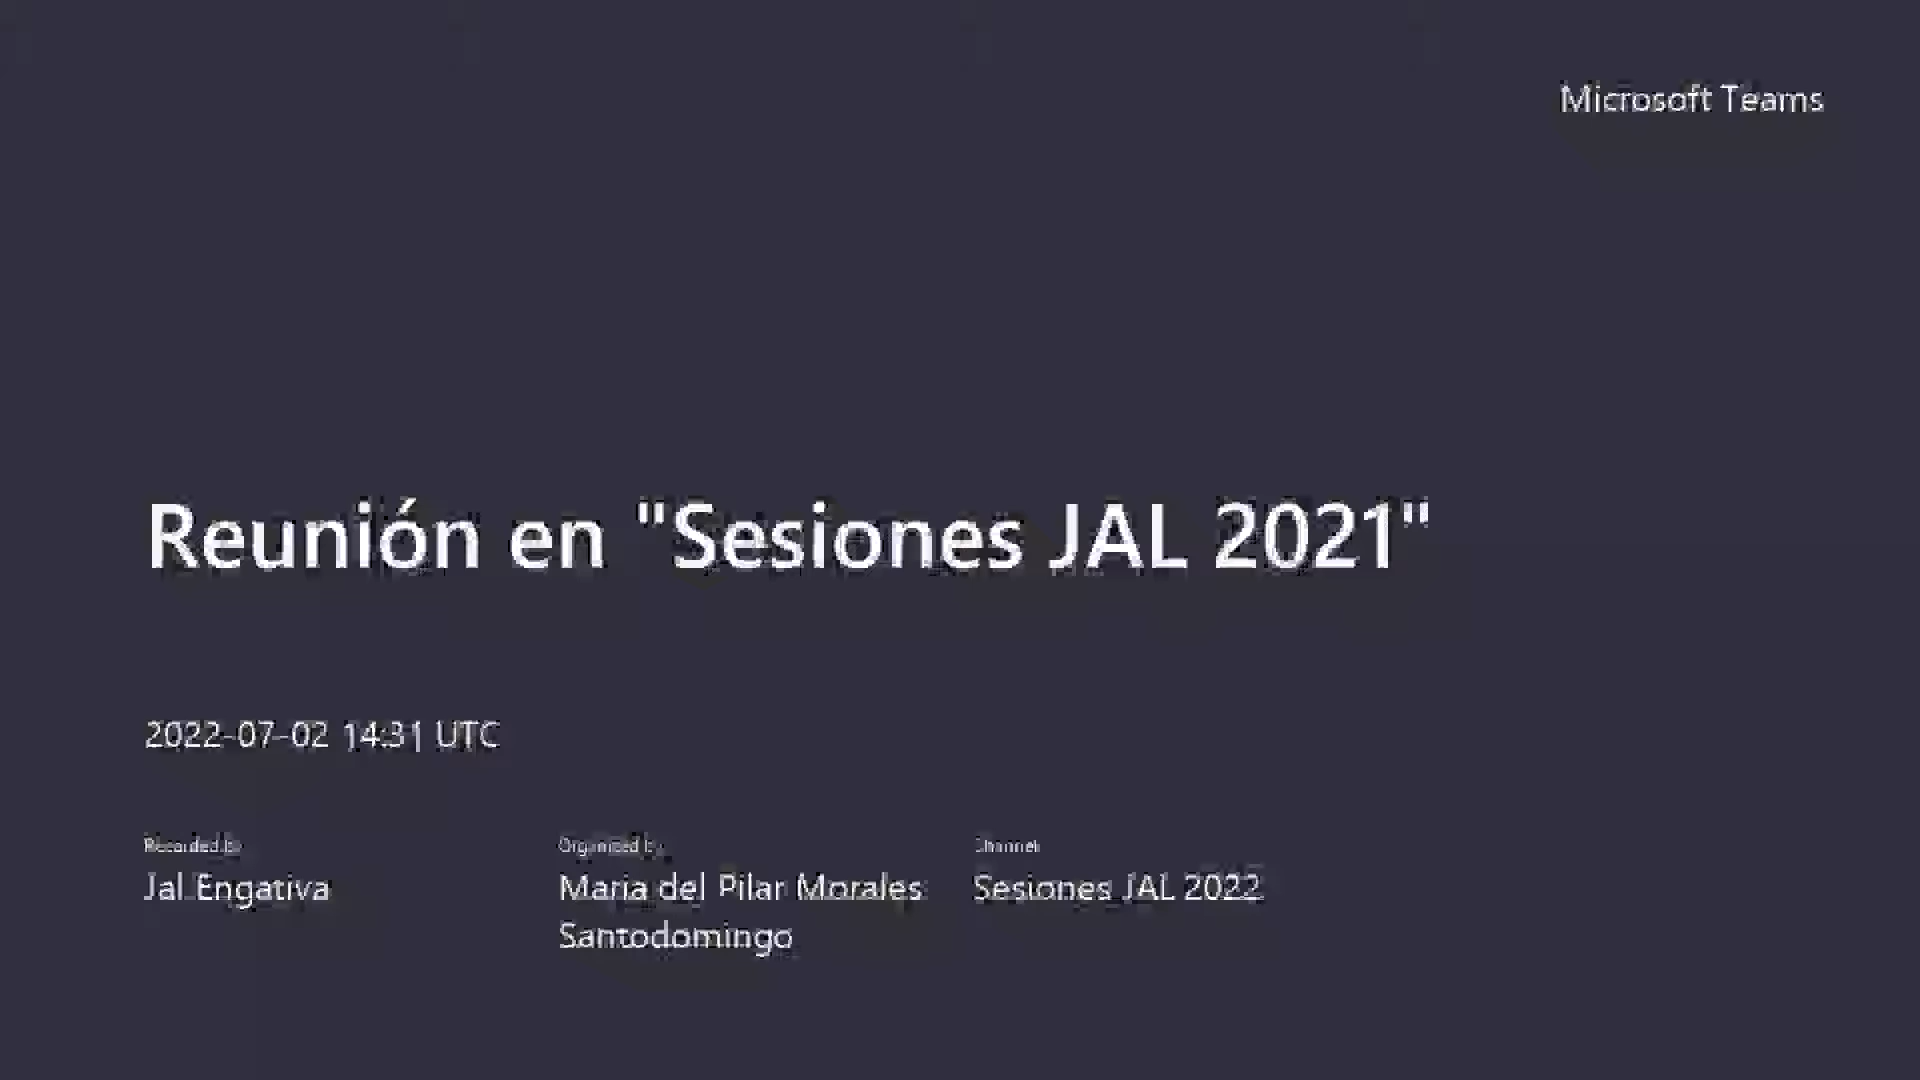 Microsoft Teams
Reunión en "Sesiones JAL 2021"
2022-07-02 14:31 UTC
Recorded by
Organized by
Channel
Jal Engativa
Maria del Pilar Morales
Santodomingo
Sesiones JAL 2022